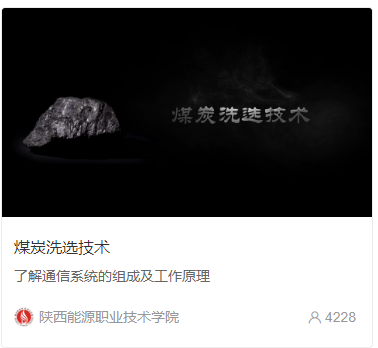 煤炭洗选技术
煤炭洗选技术
了解通信系统的组成及工作原理
陕西能源职业技术学院
4228